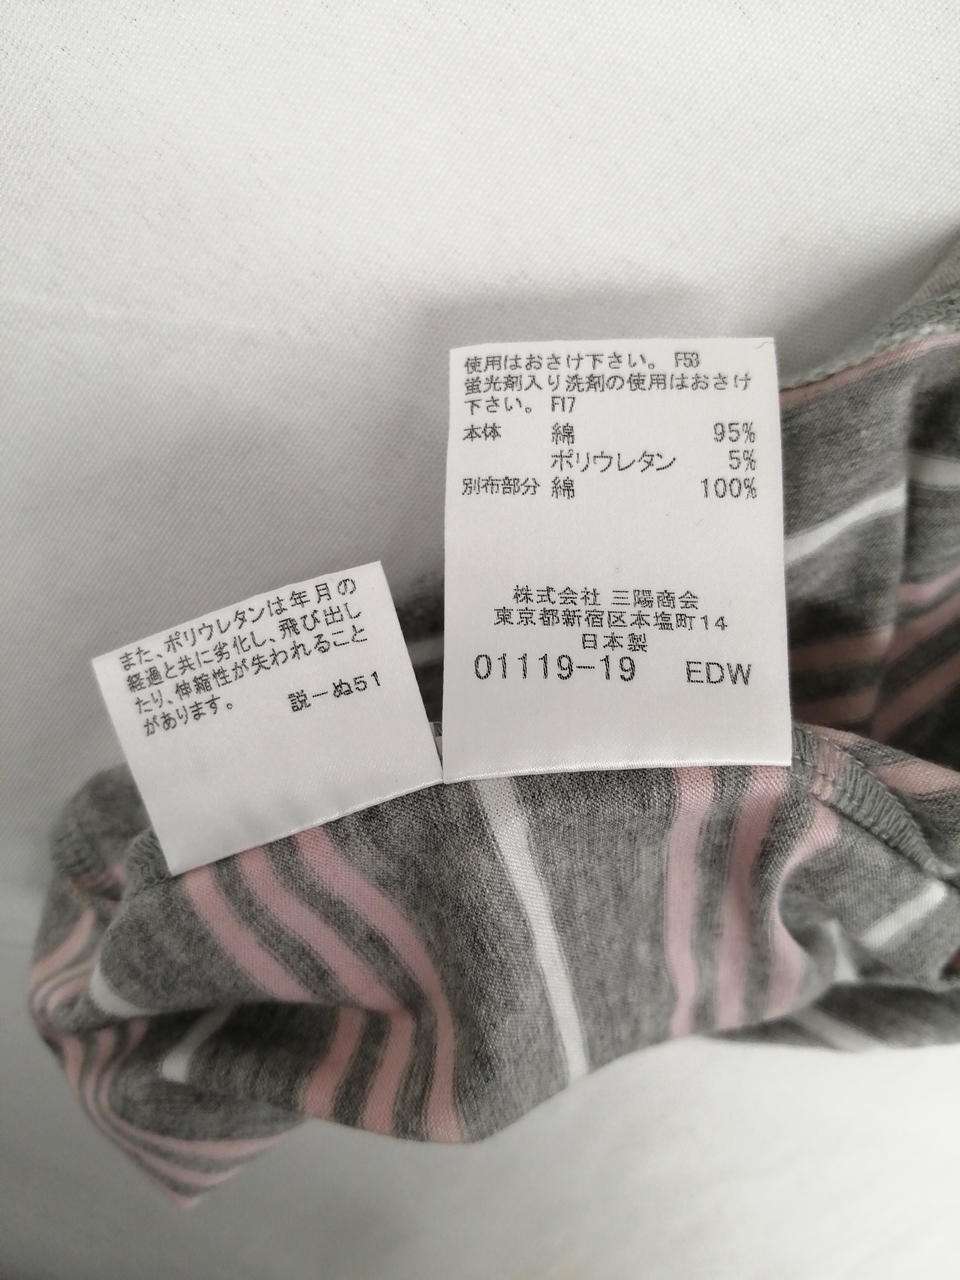 使用はおさけ下さい。 F53
蛍光剤入り洗剤の使用はおさけ
下さい。 F17
本体 綿 95%
ポリウレタン 5%
別布部分 綿 100%
株式会社 三陽商会
東京都新宿区本塩町14
日本製
01119-19 EDW
また、ポリウレタンは年月の
経過と共に劣化し、飛び出し
たり、伸縮性が失われること
があります。 説-ぬ51